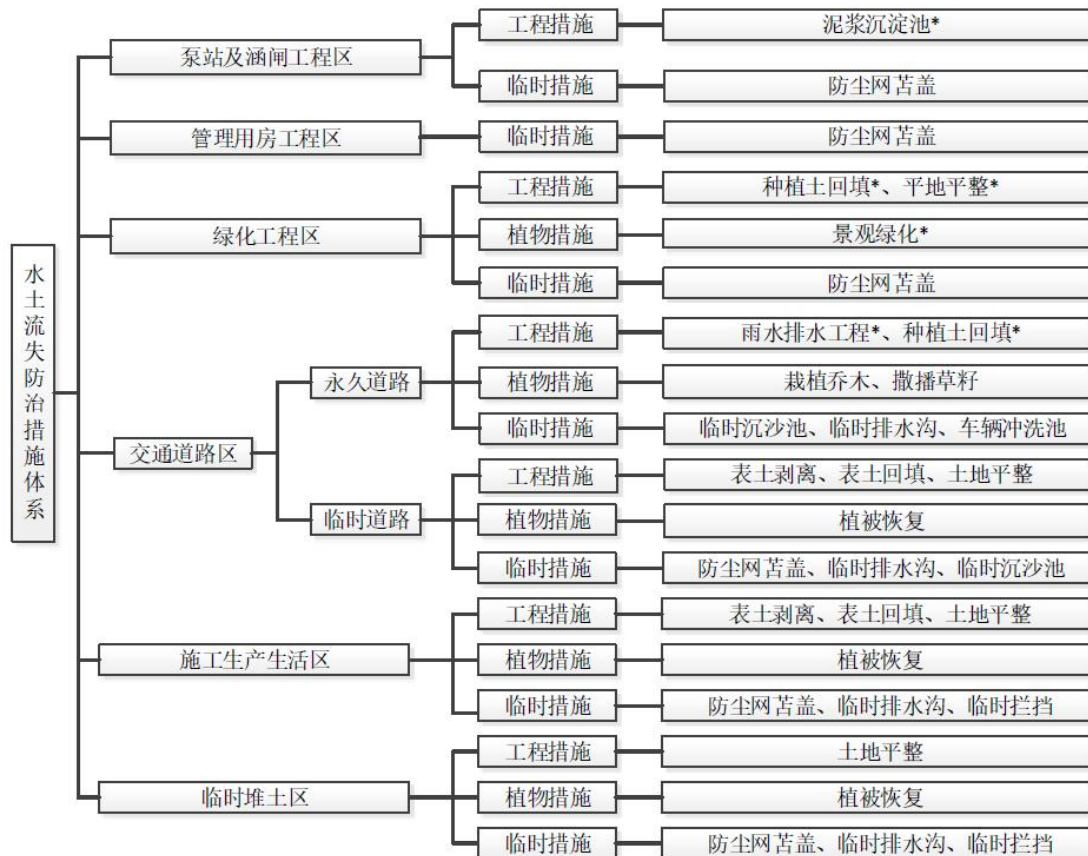 水土流失防治措施体系
泵站及涵闸工程区
工程措施
泥浆沉淀池*
临时措施
防尘网苫盖
管理用房工程区
临时措施
防尘网苫盖
绿化工程区
工程措施
种植土回填*、平地平整*
植物措施
景观绿化*
临时措施
防尘网苫盖
交通道路区
永久道路
工程措施
雨水排水工程*、种植土回填*
植物措施
栽植乔木、撒播草籽
临时措施
临时沉沙池、临时排水沟、车辆冲洗池
临时道路
工程措施
表土剥离、表土回填、土地平整
植物措施
植被恢复
临时措施
防尘网苫盖、临时排水沟、临时沉沙池
施工生产生活区
工程措施
表土剥离、表土回填、土地平整
植物措施
植被恢复
临时措施
防尘网苫盖、临时排水沟、临时拦挡
临时堆土区
工程措施
土地平整
植物措施
植被恢复
临时措施
防尘网苫盖、临时排水沟、临时拦挡